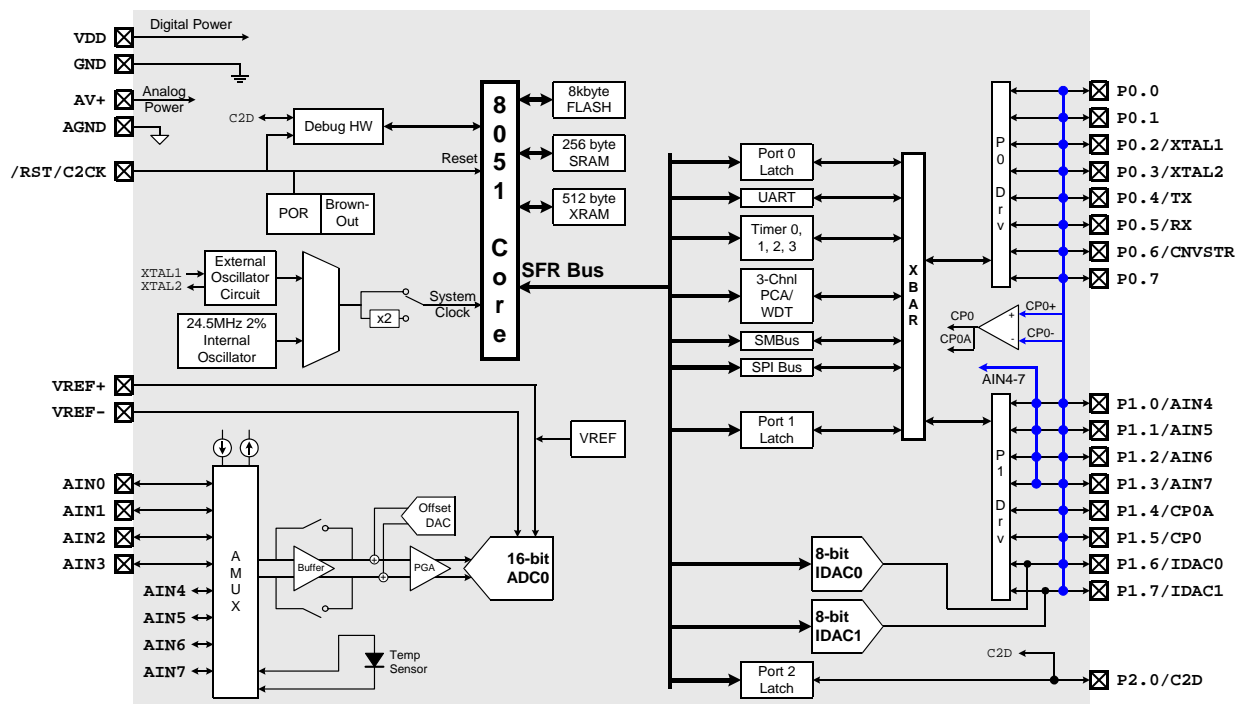 VDD
Digital Power
GND
AV+
Analog
Power
AGND
/RST/C2CK
C2D
Debug HW
Reset
POR
Brown-
Out
XTAL1
XTAL2
External
Oscillator
Circuit
24.5MHz 2%
Internal
Oscillator
x2
System
Clock
8
0
5
1
C
o
r
e
8kbyte
FLASH
256 byte
SRAM
512 byte
XRAM
SFR Bus
VREF+
VREF-
VREF
AIN0
AIN1
AIN2
AIN3
AIN4
AIN5
AIN6
AIN7
A
M
U
X
Buffer
+
+
Offset
DAC
PGA
16-bit
ADC0
Temp
Sensor
Port 0
Latch
UART
Timer 0,
1, 2, 3
3-Chnl
PCA/
WDT
SMBus
SPI Bus
Port 1
Latch
8-bit
IDAC0
8-bit
IDAC1
Port 2
Latch
X
B
A
R
P
0
D
r
v
CP0
CP0A
+
-
CP0+
CP0-
AIN4-7
P
1
D
r
v
C2D
P0.0
P0.1
P0.2/XTAL1
P0.3/XTAL2
P0.4/TX
P0.5/RX
P0.6/CNVSTR
P0.7
P1.0/AIN4
P1.1/AIN5
P1.2/AIN6
P1.3/AIN7
P1.4/CP0A
P1.5/CP0
P1.6/IDAC0
P1.7/IDAC1
P2.0/C2D